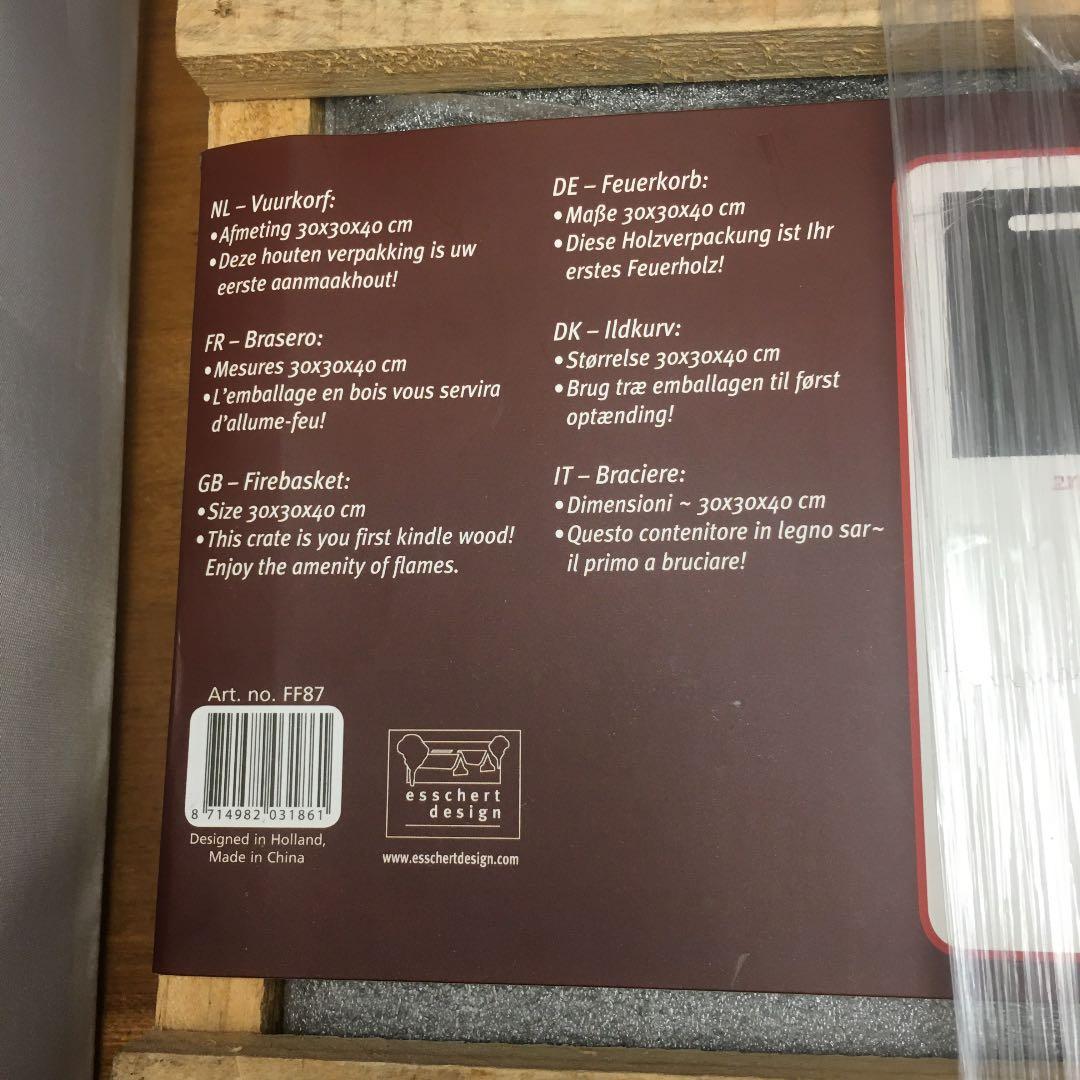 NL – Vuurkorf:
•Afmeting 30x30x40 cm
•Deze houten verpakking is uw
eerste aanmaakhout!
FR – Brasero:
•Mesures 30x30x40 cm
•L'emballage en bois vous servira
d'allume-feu!
GB – Firebasket:
•Size 30x30x40 cm
•This crate is you first kindle wood!
Enjoy the amenity of flames.
DE – Feuerkorb:
•Maße 30x30x40 cm
•Diese Holzverpackung ist Ihr
erstes Feuerholz!
DK – Ildkurv:
•Størrelse 30x30x40 cm
•Brug træ emballagen til først
optænding!
IT – Braciere:
•Dimensioni ~ 30x30x40 cm
•Questo contenitore in legno sar~
il primo a bruciare!
Art. no. FF87
8 714982 031861
Designed in Holland,
Made in China
esschert
design
www.esschertdesign.com